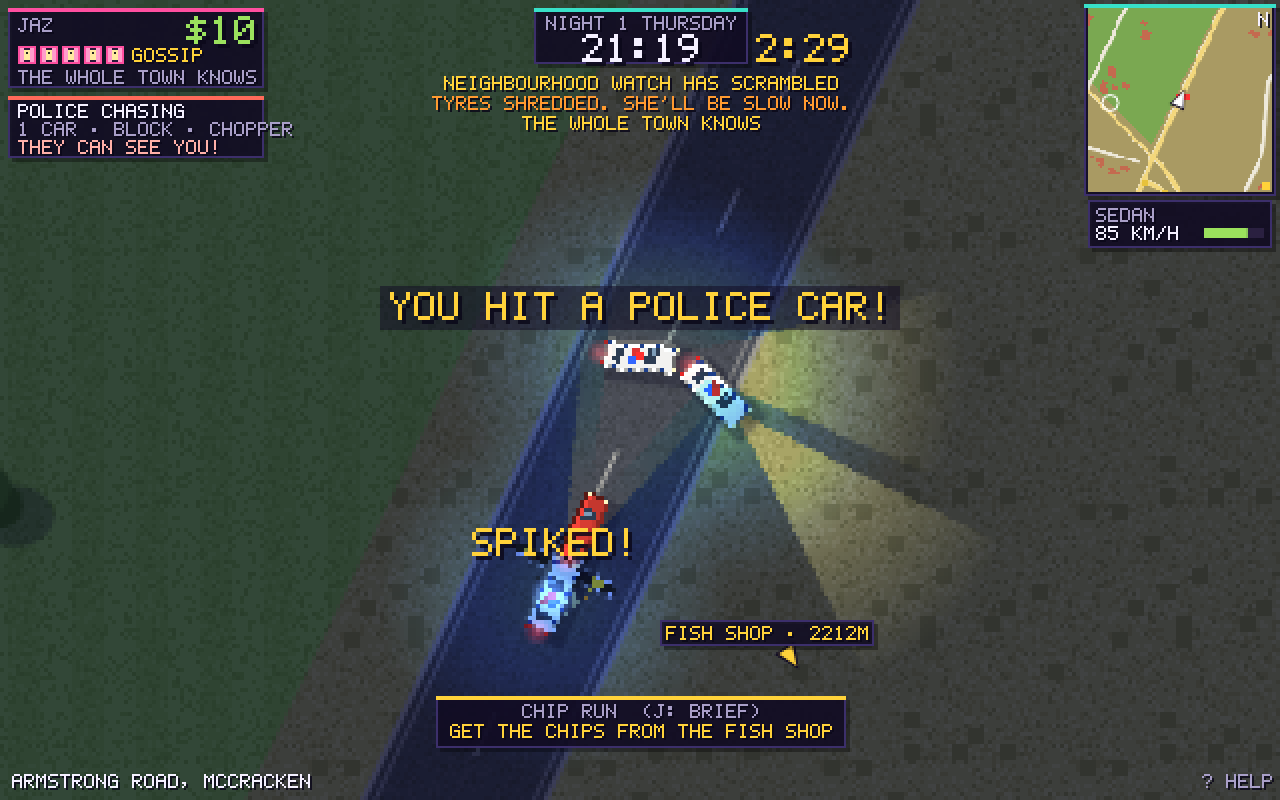 JAZ $10
GOSSIP
THE WHOLE TOWN KNOWS
POLICE CHASING
1 CAR · BLOCK · CHOPPER
THEY CAN SEE YOU!
NIGHT 1 THURSDAY
21:19 2:29
NEIGHBOURHOOD WATCH HAS SCRAMBLED
TYRES SHREDDED. SHE'LL BE SLOW NOW.
THE WHOLE TOWN KNOWS
N
SEDAN
85 KM/H
YOU HIT A POLICE CAR!
SPIKED!
FISH SHOP · 2212M
CHIP RUN (J: BRIEF)
GET THE CHIPS FROM THE FISH SHOP
ARMSTRONG ROAD, MCCRACKEN
? HELP